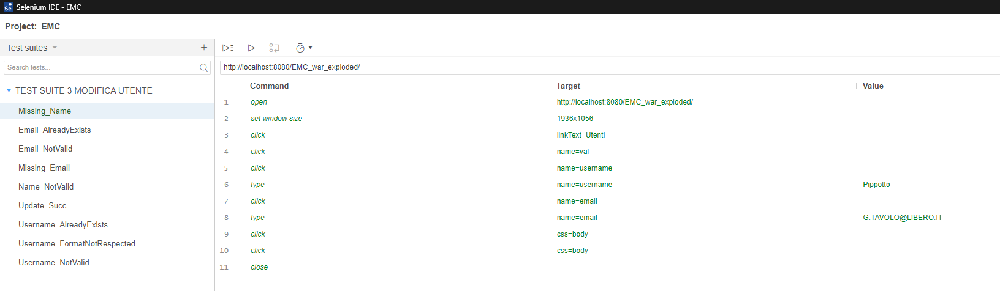 Se Selenium IDE - EMC
Project: EMC
Test suites +
Search tests...
http://localhost:8080/EMC_war_exploded/
TEST SUITE 3 MODIFICA UTENTE
Missing_Name
Email_AlreadyExists
Email_NotValid
Missing_Email
Name_NotValid
Update_Succ
Username_AlreadyExists
Username_FormatNotRespected
Username_NotValid
Command Target Value
1 open http://localhost:8080/EMC_war_exploded/
2 set window size 1936x1056
3 click linkText=Utenti
4 click name=val
5 click name=username
6 type name=username Pippotto
7 click name=email
8 type name=email G.TAVOLO@LIBERO.IT
9 click css=body
10 click css=body
11 close